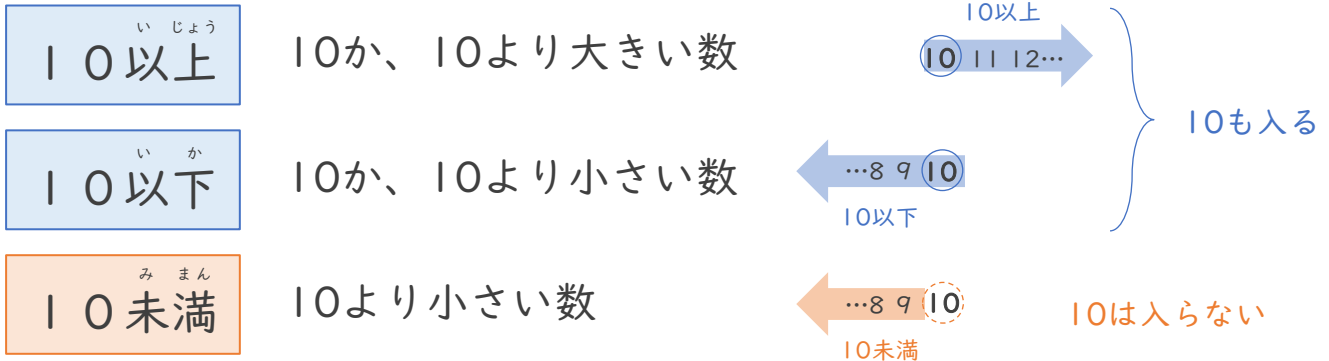 い じょう
10以上
10か、10より大きい数
10以上
10 11 12…
10も入る
い か
10以下
10か、10より小さい数
…8 9 10
10以下
み まん
10未満
10より小さい数
…8 9 10
10未満
10は入らない